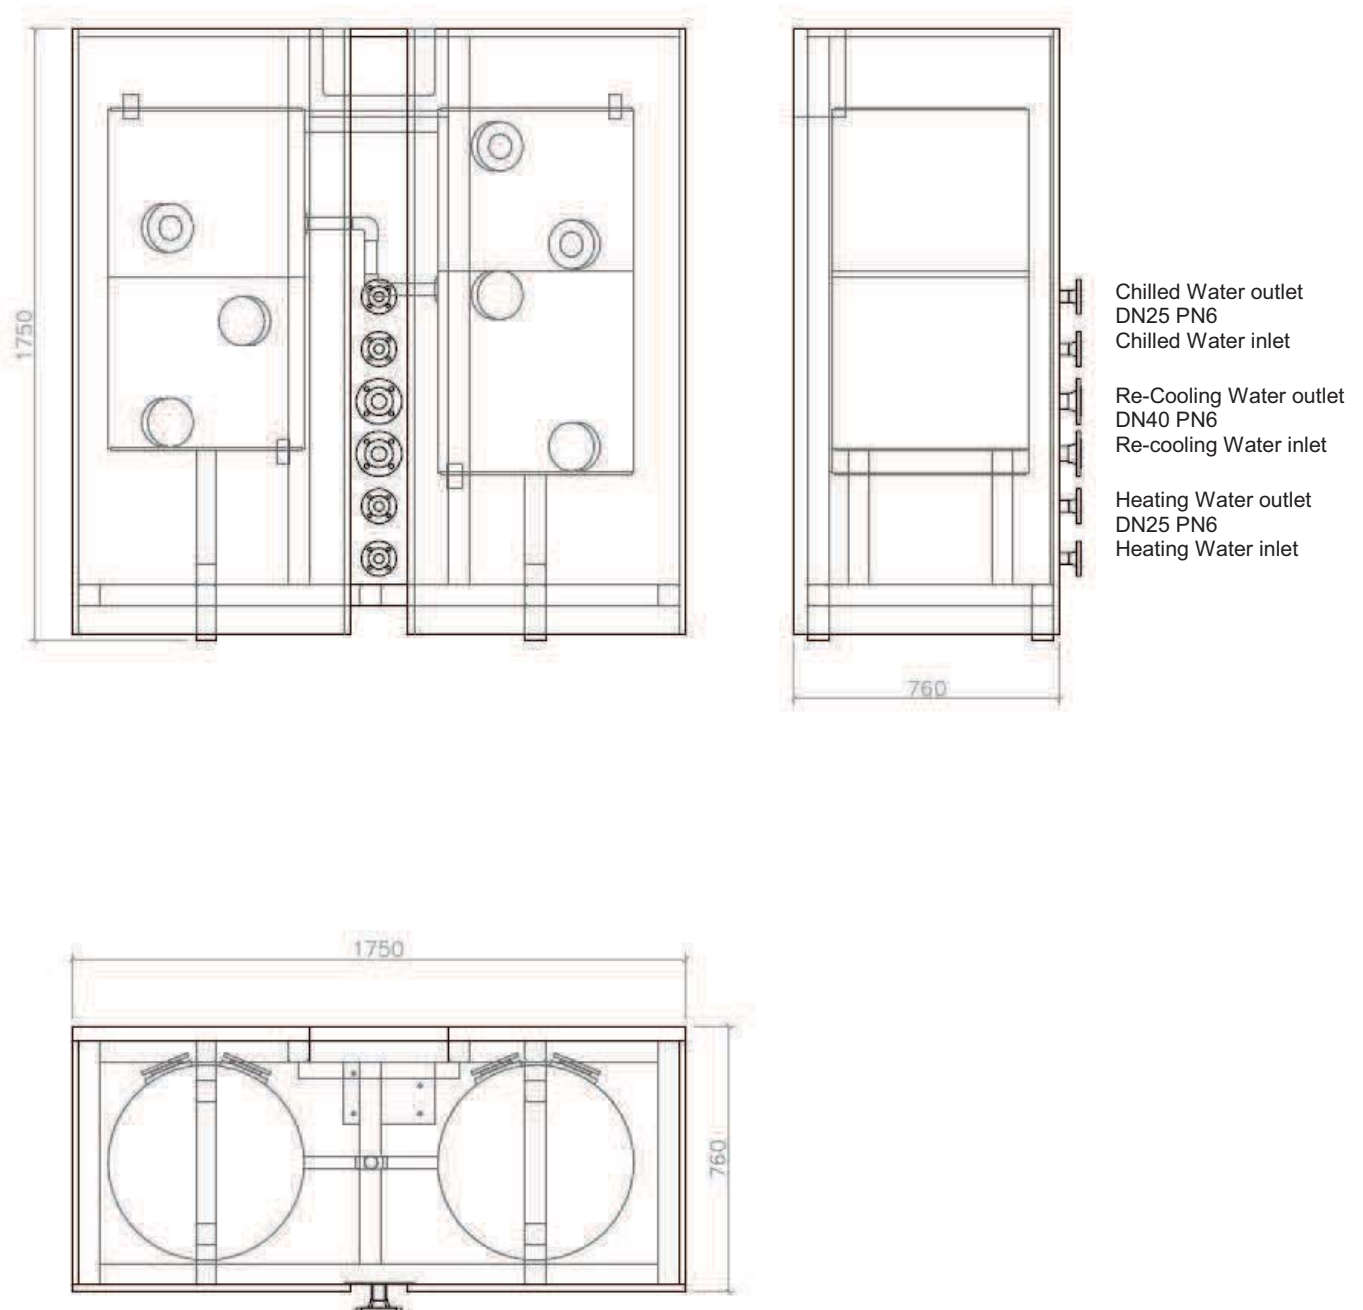 1750
Chilled Water outlet
DN25 PN6
Chilled Water inlet
Re-Cooling Water outlet
DN40 PN6
Re-cooling Water inlet
Heating Water outlet
DN25 PN6
Heating Water inlet
760
1750
760